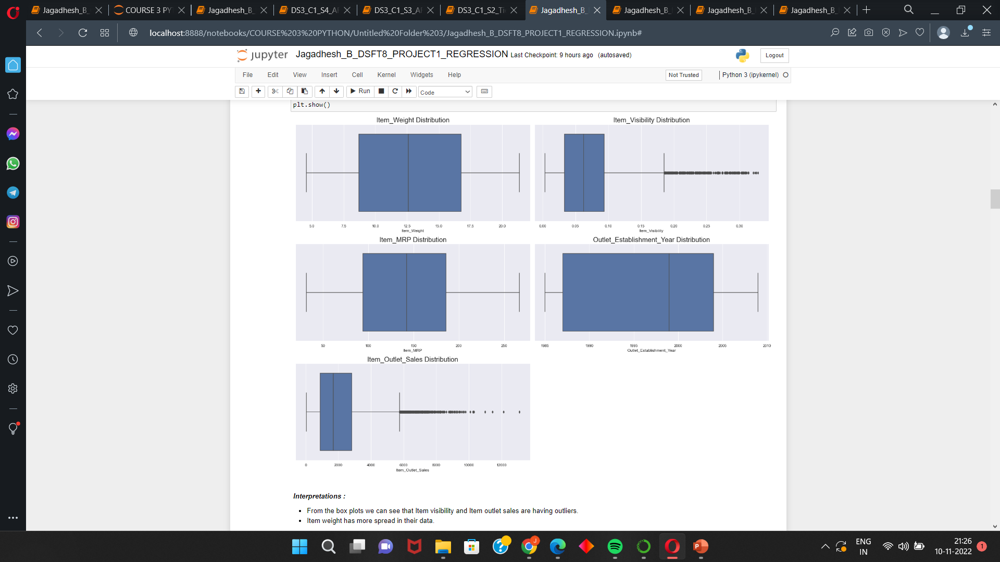 Jagadhesh_B_
COURSE 3 PY
Jagadhesh_B_
DS3_C1_S4_A
DS3_C1_S3_A
DS3_C1_S2_Ti
Jagadhesh_B_
Jagadhesh_B_
Jagadhesh_B_
Jagadhesh_B_
localhost:8888/notebooks/COURSE%203%20PYTHON/Untitled%20Folder%203/Jagadhesh_B_DSFT8_PROJECT1_REGRESSION.ipynb#
jupyter Jagadhesh_B_DSFT8_PROJECT1_REGRESSION Last Checkpoint: 9 hours ago (autosaved)
Logout
File Edit View Insert Cell Kernel Widgets Help
Not Trusted
Python 3 (ipykernel)
Run
Code
plt.show()
Item_Weight Distribution
5.0 7.5 10.0 12.5 15.0 17.5 20.0
Item_Weight
Item_Visibility Distribution
0.00 0.05 0.10 0.15 0.20 0.25 0.30
Item_Visibility
Item_MRP Distribution
50 100 150 200 250
Item_MRP
Outlet_Establishment_Year Distribution
1985 1990 1995 2000 2005 2010
Outlet_Establishment_Year
Item_Outlet_Sales Distribution
0 2000 4000 6000 8000 10000 12000
Item_Outlet_Sales
Interpretations :
From the box plots we can see that Item visibility and Item outlet sales are having outliers.
Item weight has more spread in their data.
ENG
IN
21:26
10-11-2022
1
J
P